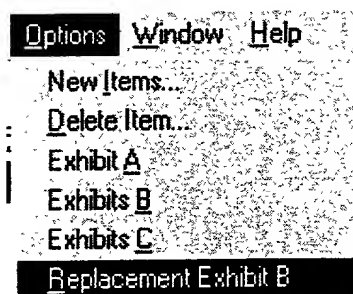 Options Window Help
New Items...
Delete Item...
Exhibit A
Exhibits B
Exhibits C
Replacement Exhibit B